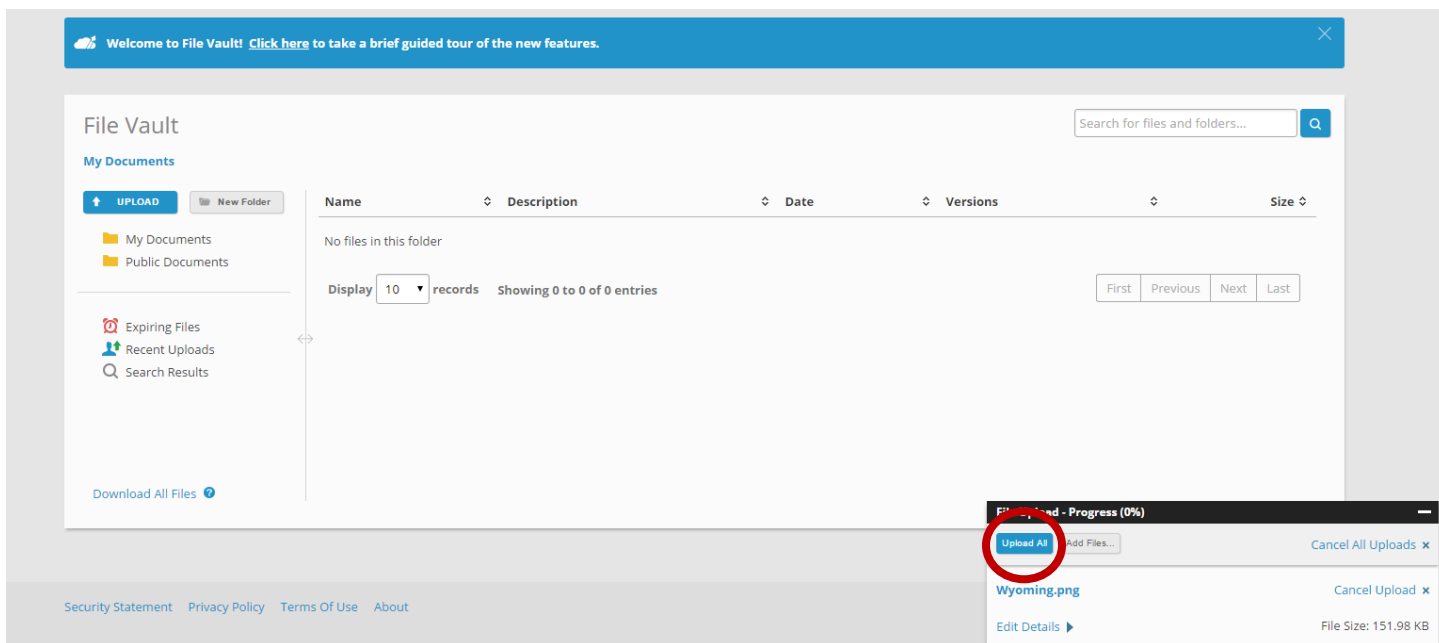 Welcome to File Vault! Click here to take a brief guided tour of the new features.
File Vault
Search for files and folders...
My Documents
UPLOAD New Folder
Name Description Date Versions Size
My Documents
No files in this folder
Public Documents
Display 10 records Showing 0 to 0 of 0 entries
First Previous Next Last
Expiring Files
Recent Uploads
Search Results
Download All Files ?
File Upload - Progress (0%)
Upload All Add Files... Cancel All Uploads ×
Wyoming.png Cancel Upload ×
Edit Details File Size: 151.98 KB
Security Statement Privacy Policy Terms Of Use About